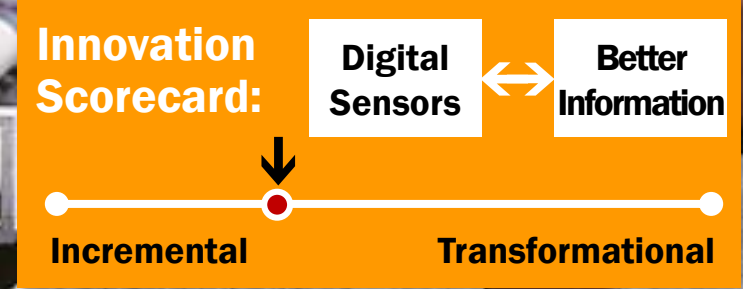 Innovation
Scorecard:
Digital
Sensors
Better
Information
Incremental
Transformational